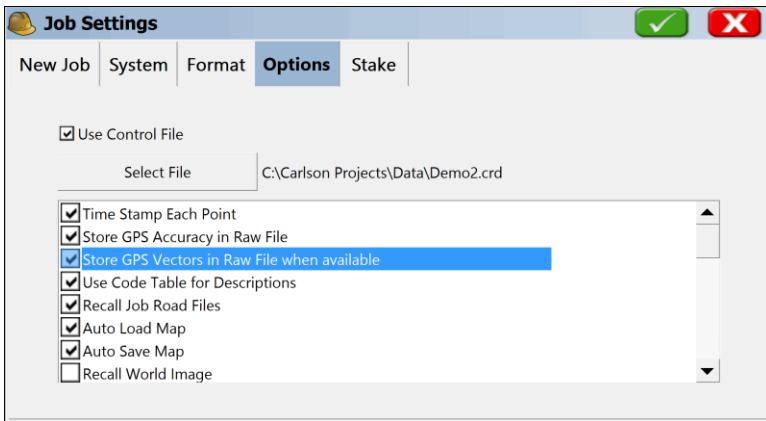 Job Settings
New Job System Format Options Stake
Use Control File
Select File C:\Carlson Projects\Data\Demo2.crd
Time Stamp Each Point
Store GPS Accuracy in Raw File
Store GPS Vectors in Raw File when available
Use Code Table for Descriptions
Recall Job Road Files
Auto Load Map
Auto Save Map
Recall World Image